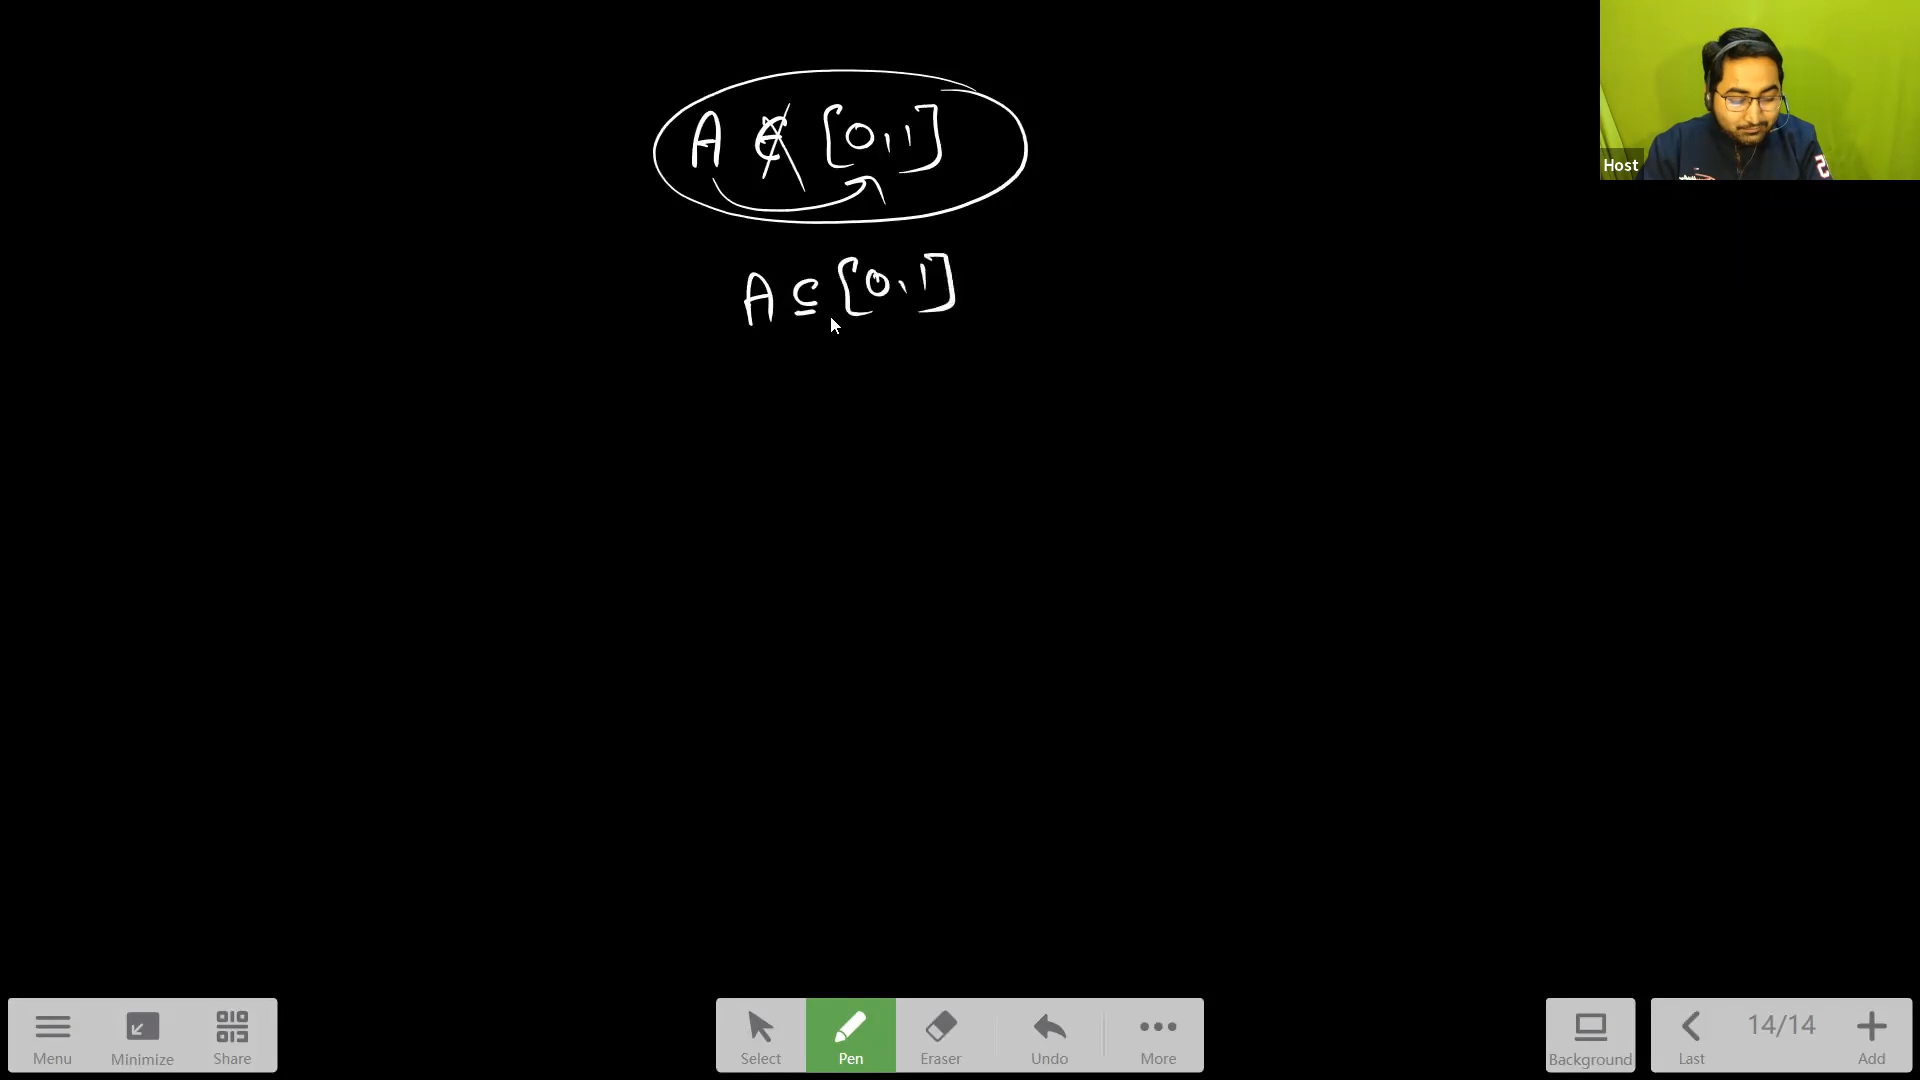 A ∈ [0,1]
A ⊆ [0,1]
Host
Menu
Minimize
Share
Select
Pen
Eraser
Undo
More
Background
Last
14/14
Add